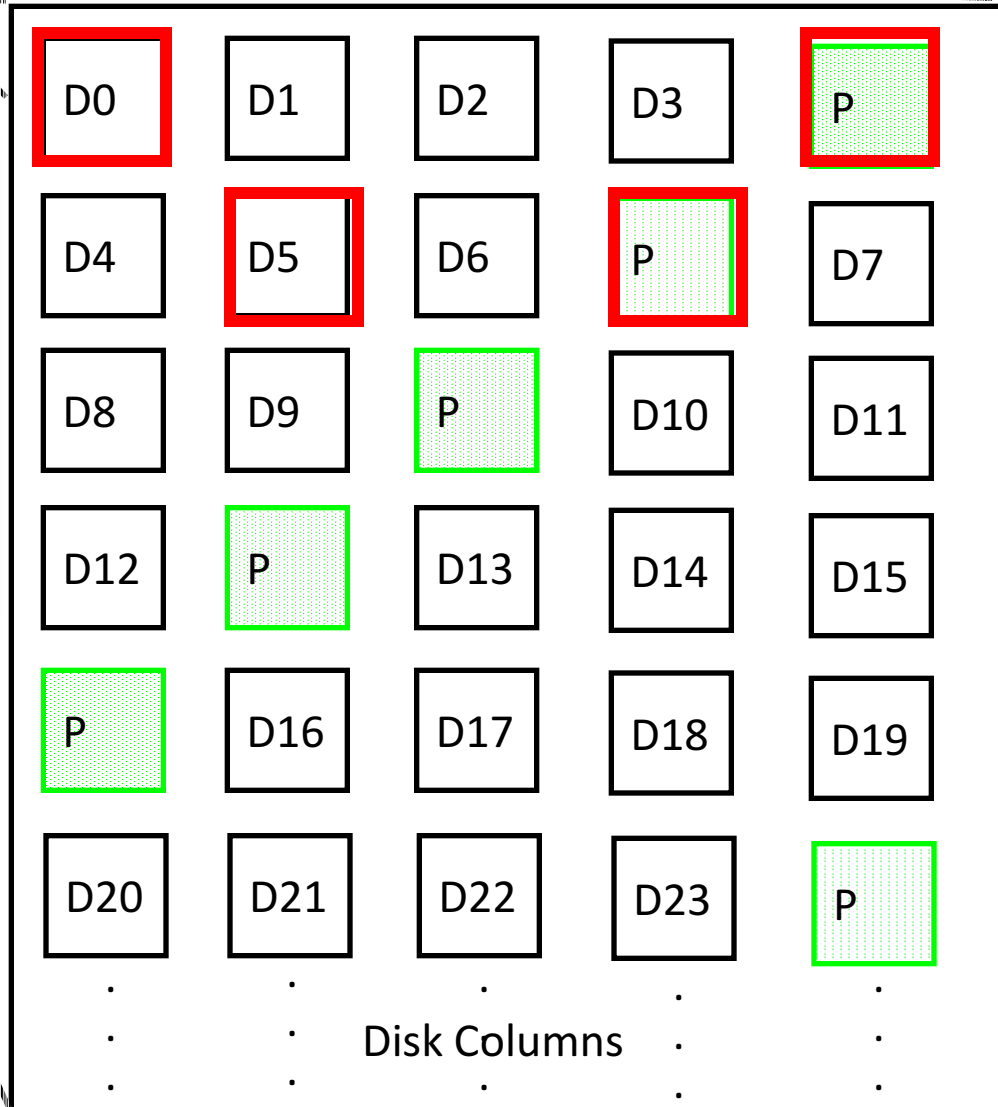 D0 D1 D2 D3 P
D4 D5 D6 P D7
D8 D9 P D10 D11
D12 P D13 D14 D15
P D16 D17 D18 D19
D20 D21 D22 D23 P
Disk Columns